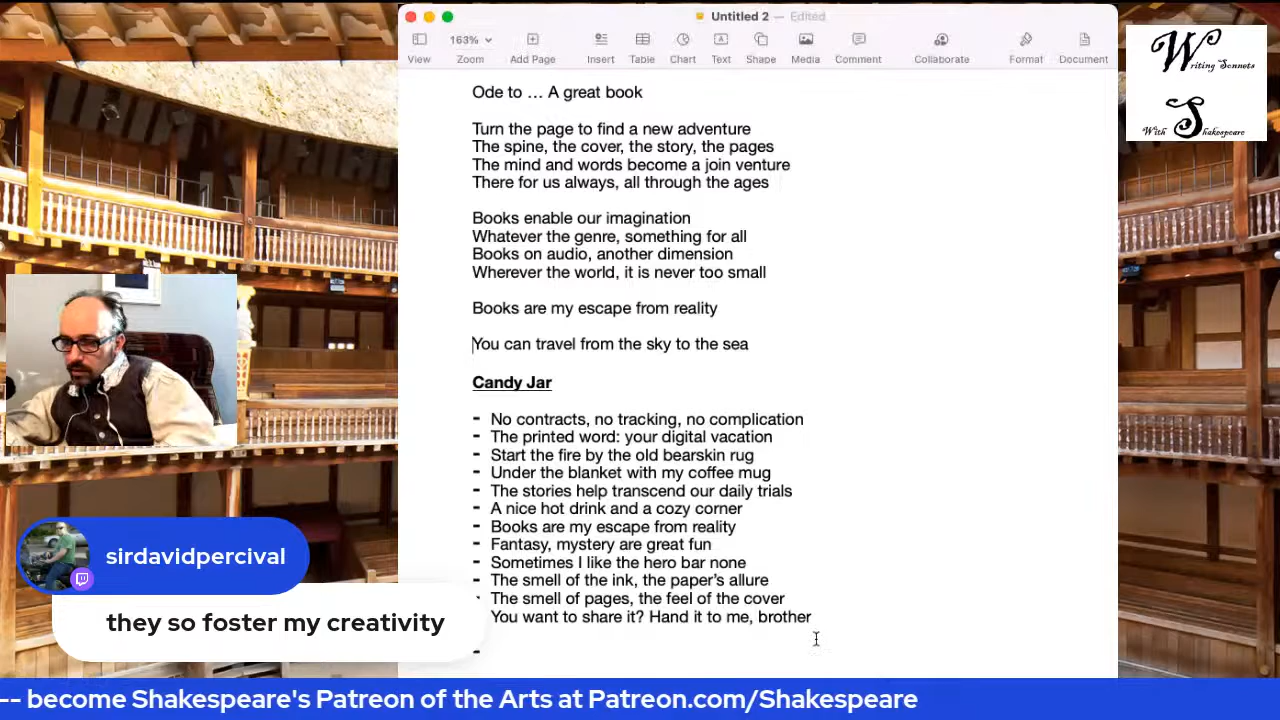 Untitled 2 — Edited
163%
View Zoom Add Page Insert Table Chart Text Shape Media Comment Collaborate Format Document
Writing Sonnets
With Shakespeare
Ode to … A great book
Turn the page to find a new adventure
The spine, the cover, the story, the pages
The mind and words become a join venture
There for us always, all through the ages
Books enable our imagination
Whatever the genre, something for all
Books on audio, another dimension
Wherever the world, it is never too small
Books are my escape from reality
You can travel from the sky to the sea
Candy Jar
- No contracts, no tracking, no complication
- The printed word: your digital vacation
- Start the fire by the old bearskin rug
- Under the blanket with my coffee mug
- The stories help transcend our daily trials
- A nice hot drink and a cozy corner
- Books are my escape from reality
- Fantasy, mystery are great fun
- Sometimes I like the hero bar none
- The smell of the ink, the paper's allure
- The smell of pages, the feel of the cover
You want to share it? Hand it to me, brother
-
sirdavidpercival
they so foster my creativity
-- become Shakespeare's Patreon of the Arts at Patreon.com/Shakespeare